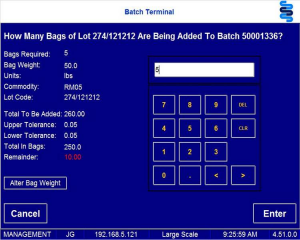 Batch Terminal
How Many Bags of Lot 274/121212 Are Being Added To Batch 50001336?
Bags Required: 5
Bag Weight: 50.0
Units: lbs
Commodity: RM05
Lot Code: 274/121212
Total To Be Added: 260.00
Upper Tolerance: 0.05
Lower Tolerance: 0.05
Total In Bags: 250.0
Remainder: 10.00
Alter Bag Weight
5
7 8 9 DEL
4 5 6 CLR
1 2 3
0 . < >
Cancel
Enter
MANAGEMENT JG 192.168.5.121 Large Scale 9:25:59 AM 4.51.0.0